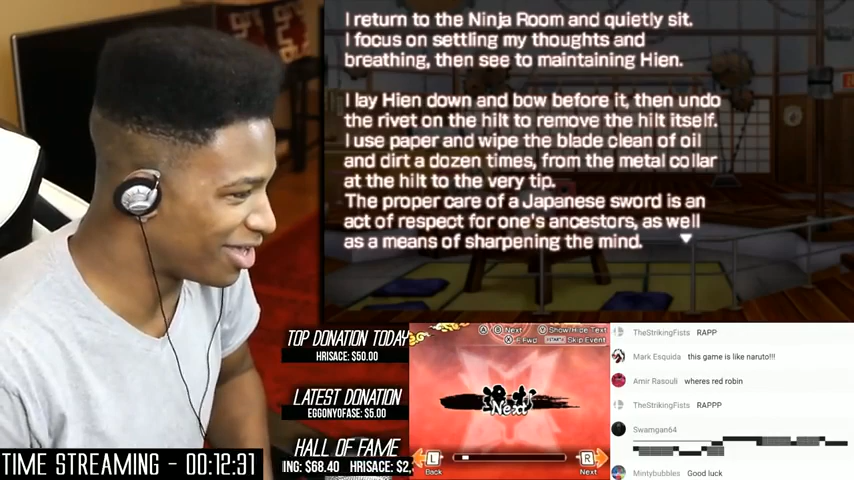 I return to the Ninja Room and quietly sit.
I focus on settling my thoughts and
breathing, then see to maintaining Hien.
I lay Hien down and bow before it, then undo
the rivet on the hilt to remove the hilt itself.
I use paper and wipe the blade clean of oil
and dirt a dozen times, from the metal collar
at the hilt to the very tip.
The proper care of a Japanese sword is an
act of respect for one's ancestors, as well
as a means of sharpening the mind.
TOP DONATION TODAY
HRISACE: $50.00
LATEST DONATION
EGGONYOFASE: $5.00
HALL OF FAME
ING: $68.40 HRISACE: $2,
TIME STREAMING - 00:12:31
Next
Show/Hide Text
F.Fwd
Skip Event
Next
L
Back
R
Next
TheStrikingFists RAPP
Mark Esquida this game is like naruto!!!
Amir Rasouli wheres red robin
TheStrikingFists RAPPP
Swamgan64
Mintybubbles Good luck